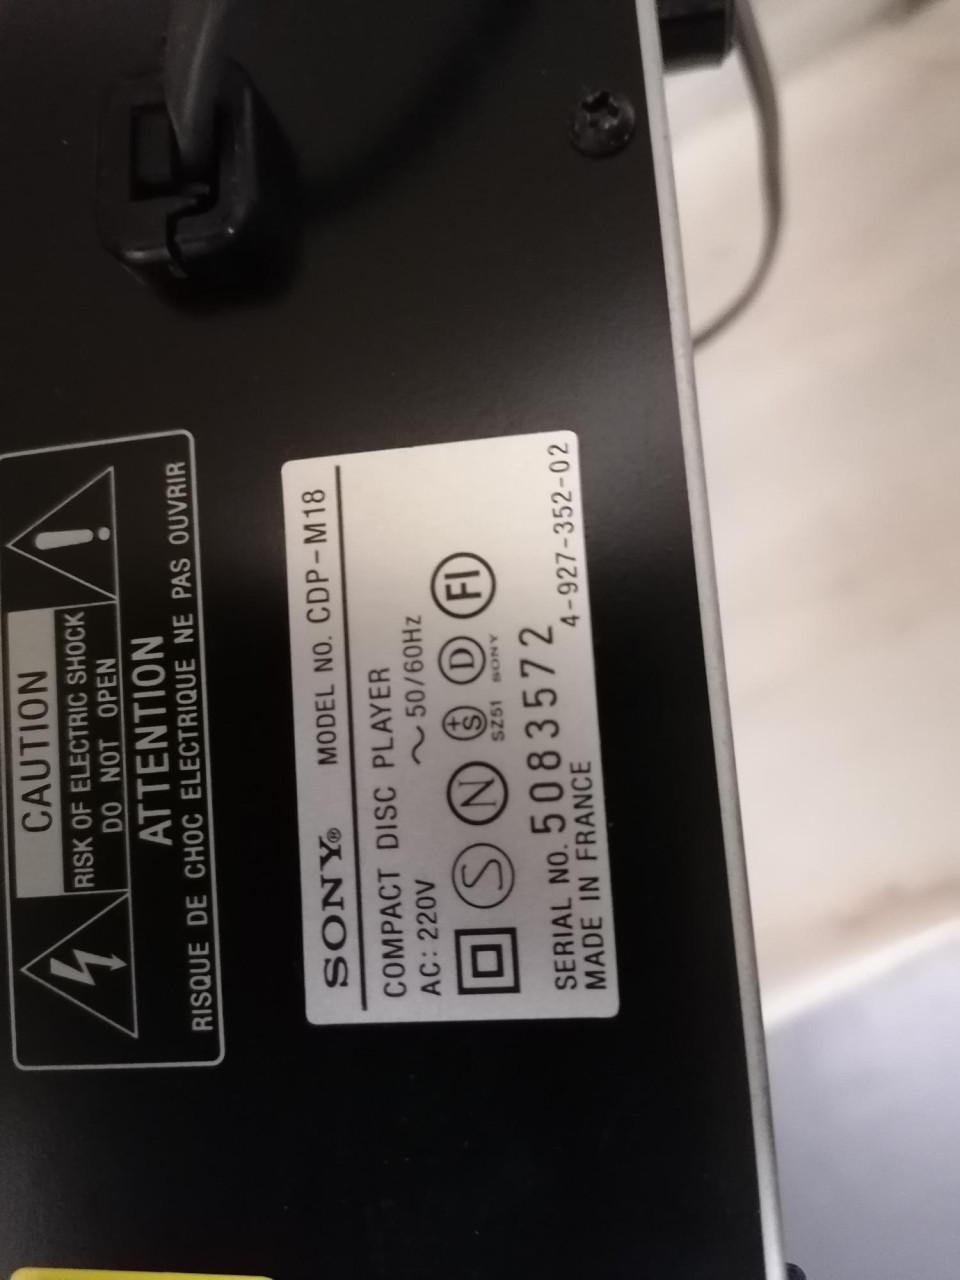 CAUTION
RISK OF ELECTRIC SHOCK
DO NOT OPEN
ATTENTION
RISQUE DE CHOC ELECTRIQUE NE PAS OUVRIR
SONY® MODEL NO. CDP-M18
COMPACT DISC PLAYER
AC: 220V ~ 50/60Hz
S N +S D FI
SZ51 SONY
SERIAL NO. 5083572
MADE IN FRANCE 4-927-352-02